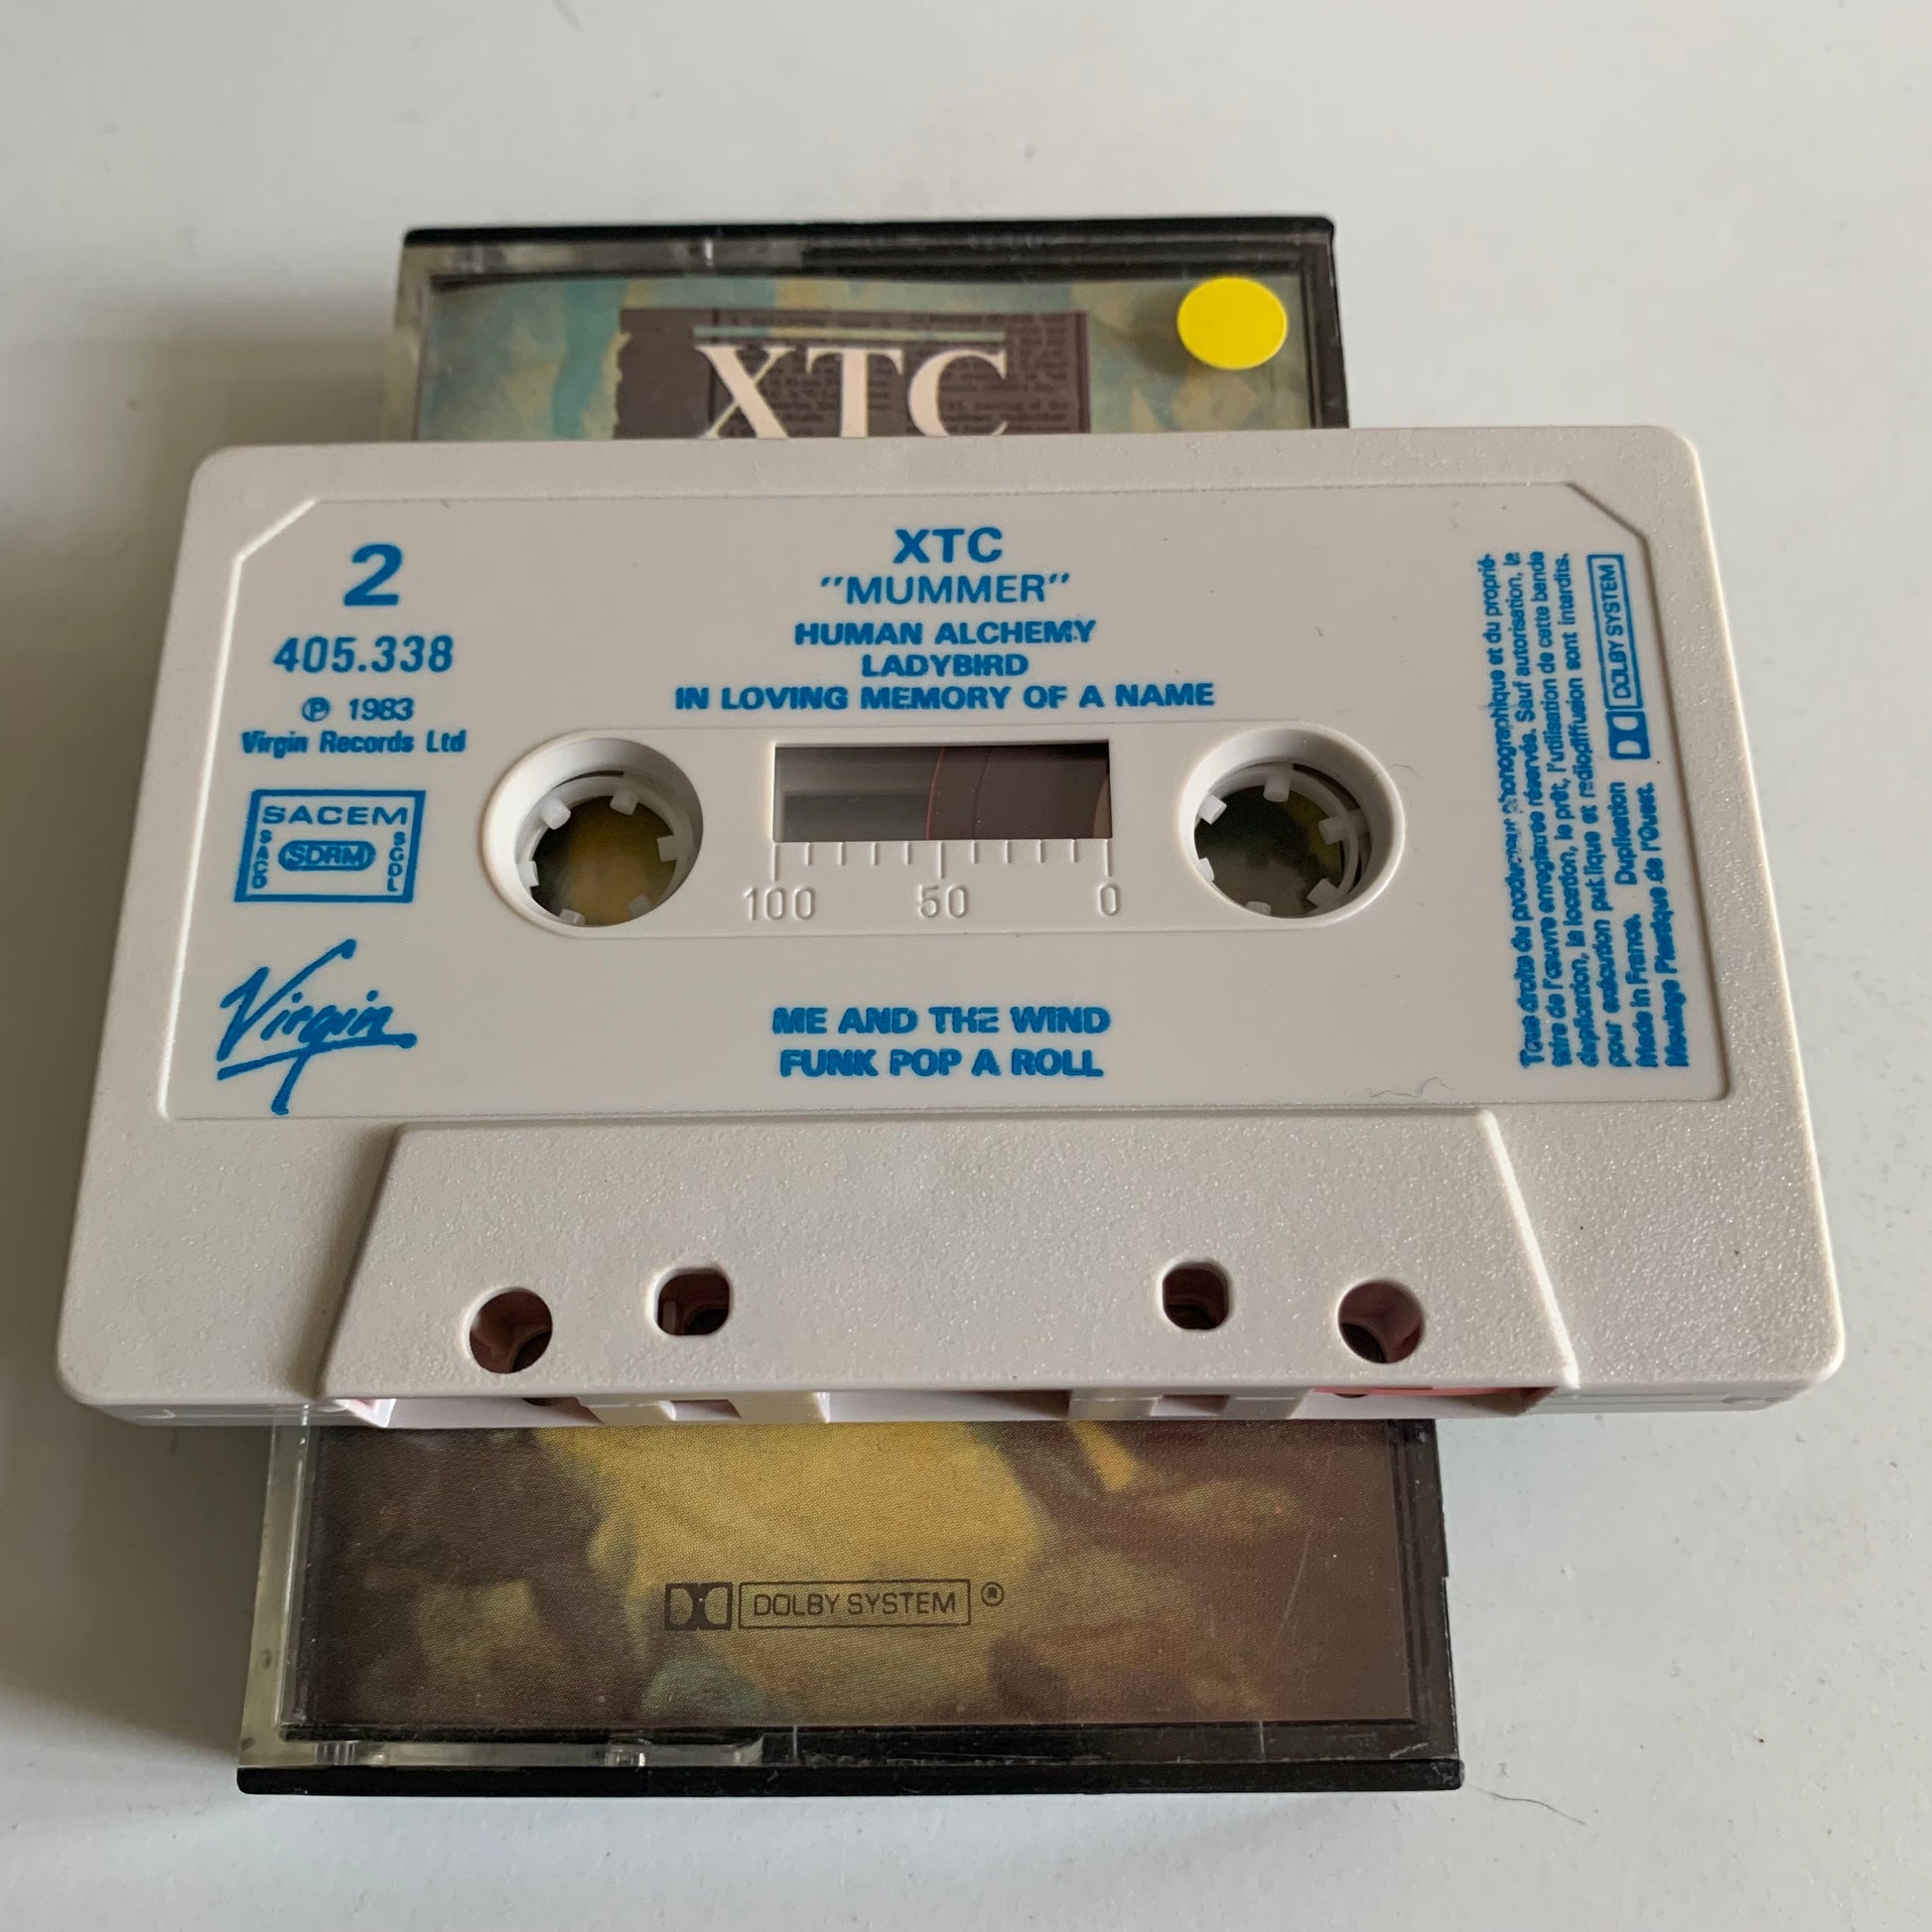 XTC
2
405.338
℗ 1983
Virgin Records Ltd
SACEM
SACD
SDRM
SGDL
Virgin
XTC
"MUMMER"
HUMAN ALCHEMY
LADYBIRD
IN LOVING MEMORY OF A NAME
100 50 0
ME AND THE WIND
FUNK POP A ROLL
Tous droits du producteur phonographique et du proprié-
taire de l'œuvre enregistrée réservés. Sauf autorisation, la
duplication, la location, le prêt, l'utilisation de cette bande
pour exécution publique et radiodiffusion sont interdits.
Made in France. Duplication
Moulage Plastique de l'Ouest.
DOLBY SYSTEM
DOLBY SYSTEM ®